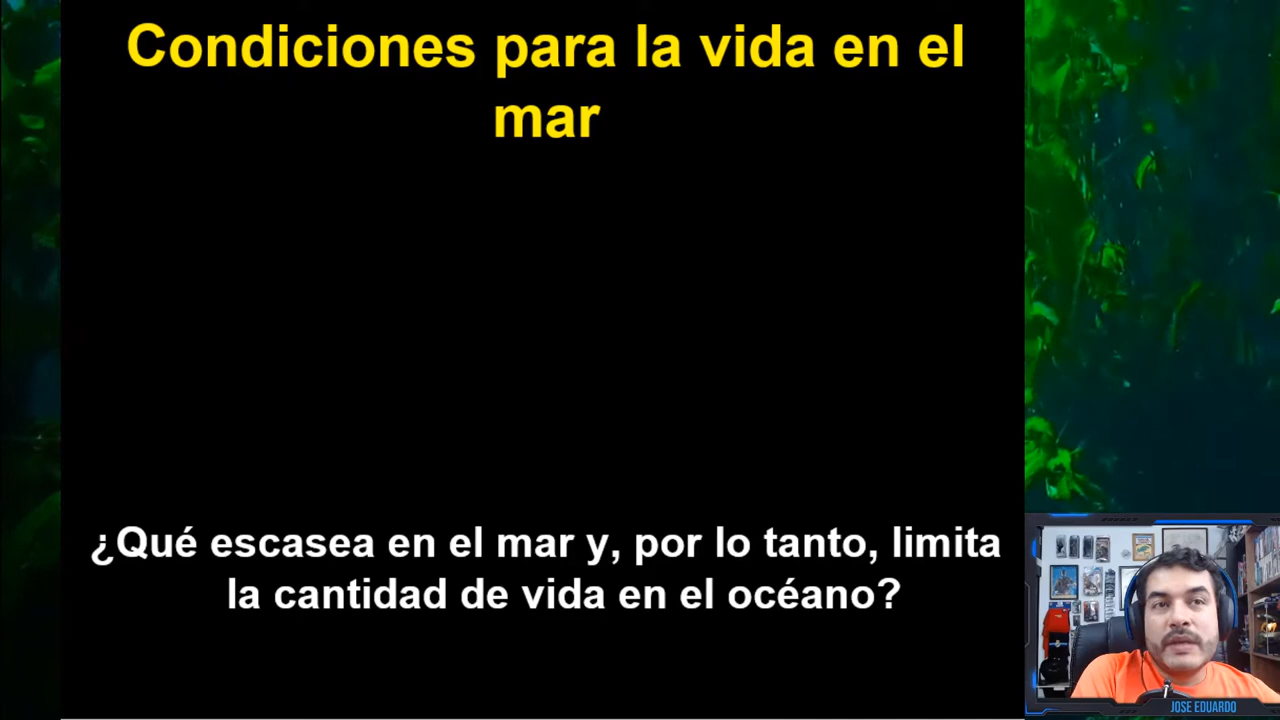 Condiciones para la vida en el
mar
¿Qué escasea en el mar y, por lo tanto, limita
la cantidad de vida en el océano?
JOSE EDUARDO